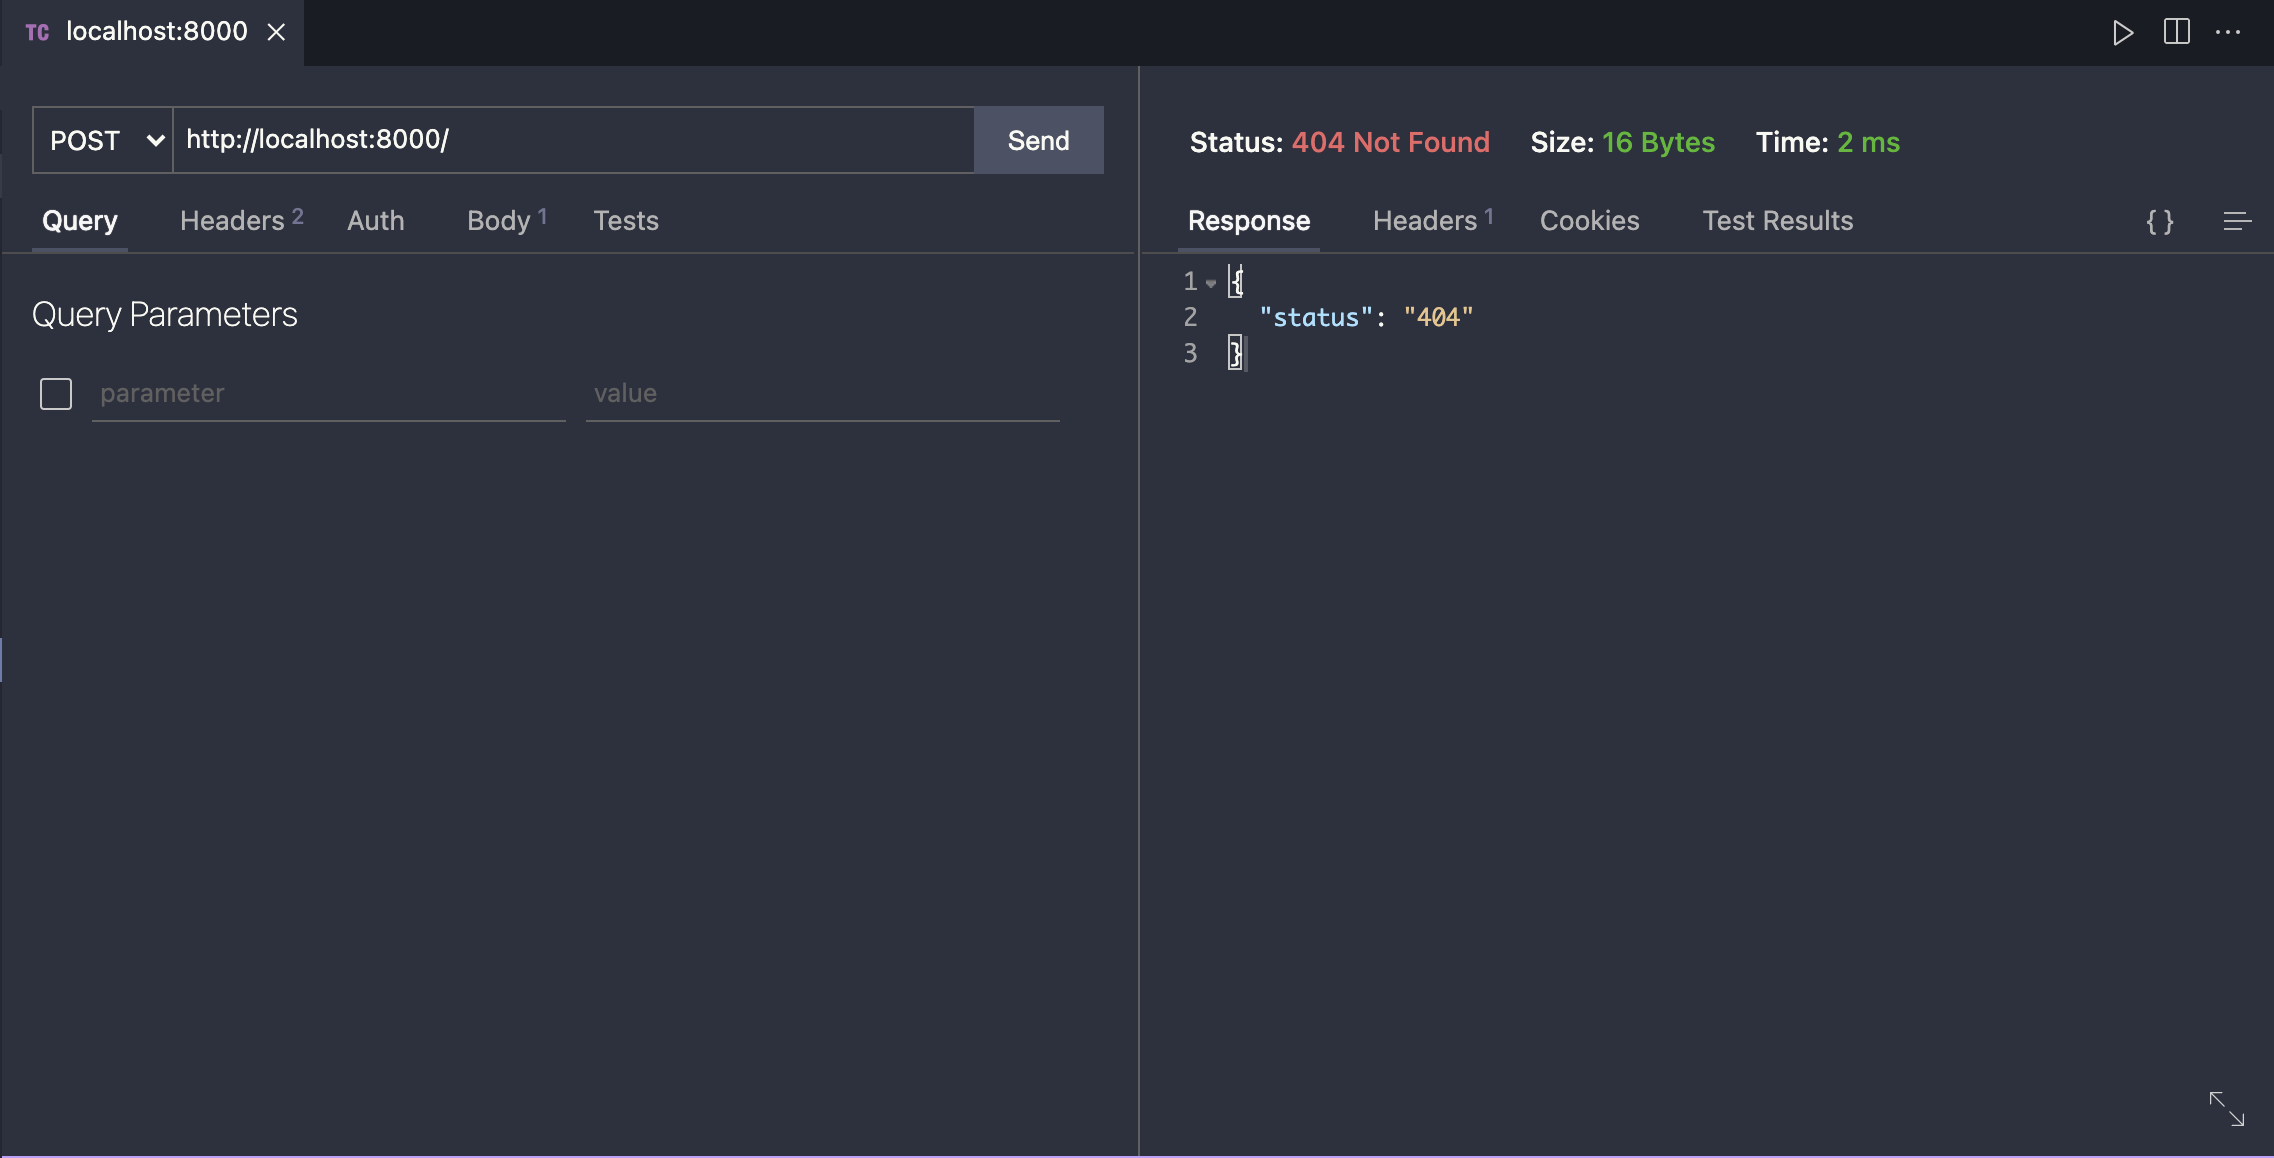 TC localhost:8000
POST http://localhost:8000/ Send
Query Headers 2 Auth Body 1 Tests
Query Parameters
parameter value
Status: 404 Not Found Size: 16 Bytes Time: 2 ms
Response Headers 1 Cookies Test Results {}
1 {
2 "status": "404"
3 }